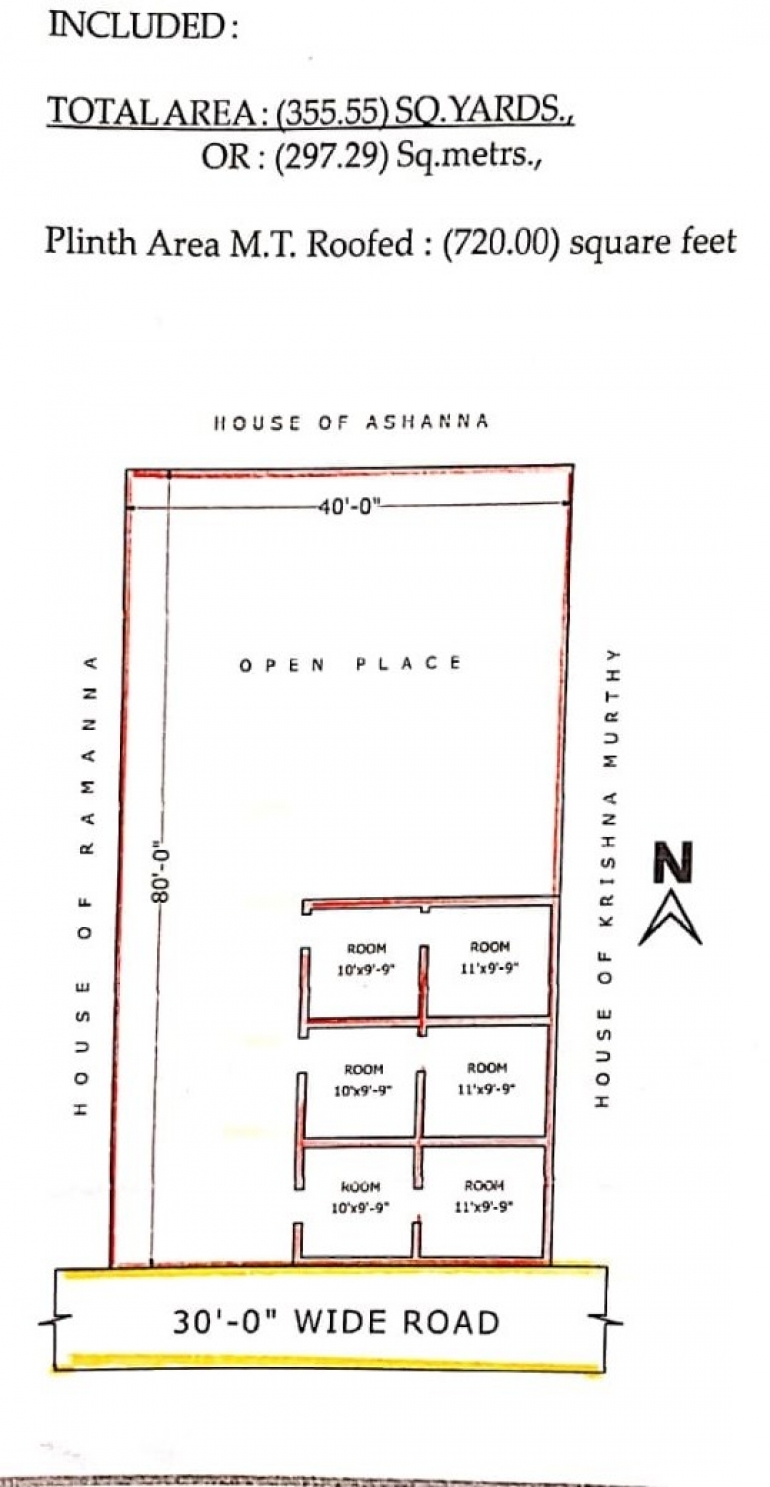 INCLUDED :
TOTAL AREA : (355.55) SQ.YARDS.,
OR : (297.29) Sq.metrs.,
Plinth Area M.T. Roofed : (720.00) square feet
HOUSE OF ASHANNA
40'-0"
OPEN PLACE
HOUSE OF RAMANNA
80'-0"
HOUSE OF KRISHNA MURTHY
N
ROOM
10'x9'-9"
ROOM
11'x9'-9"
ROOM
10'x9'-9"
ROOM
11'x9'-9"
ROOM
10'x9'-9"
ROOM
11'x9'-9"
30'-0" WIDE ROAD